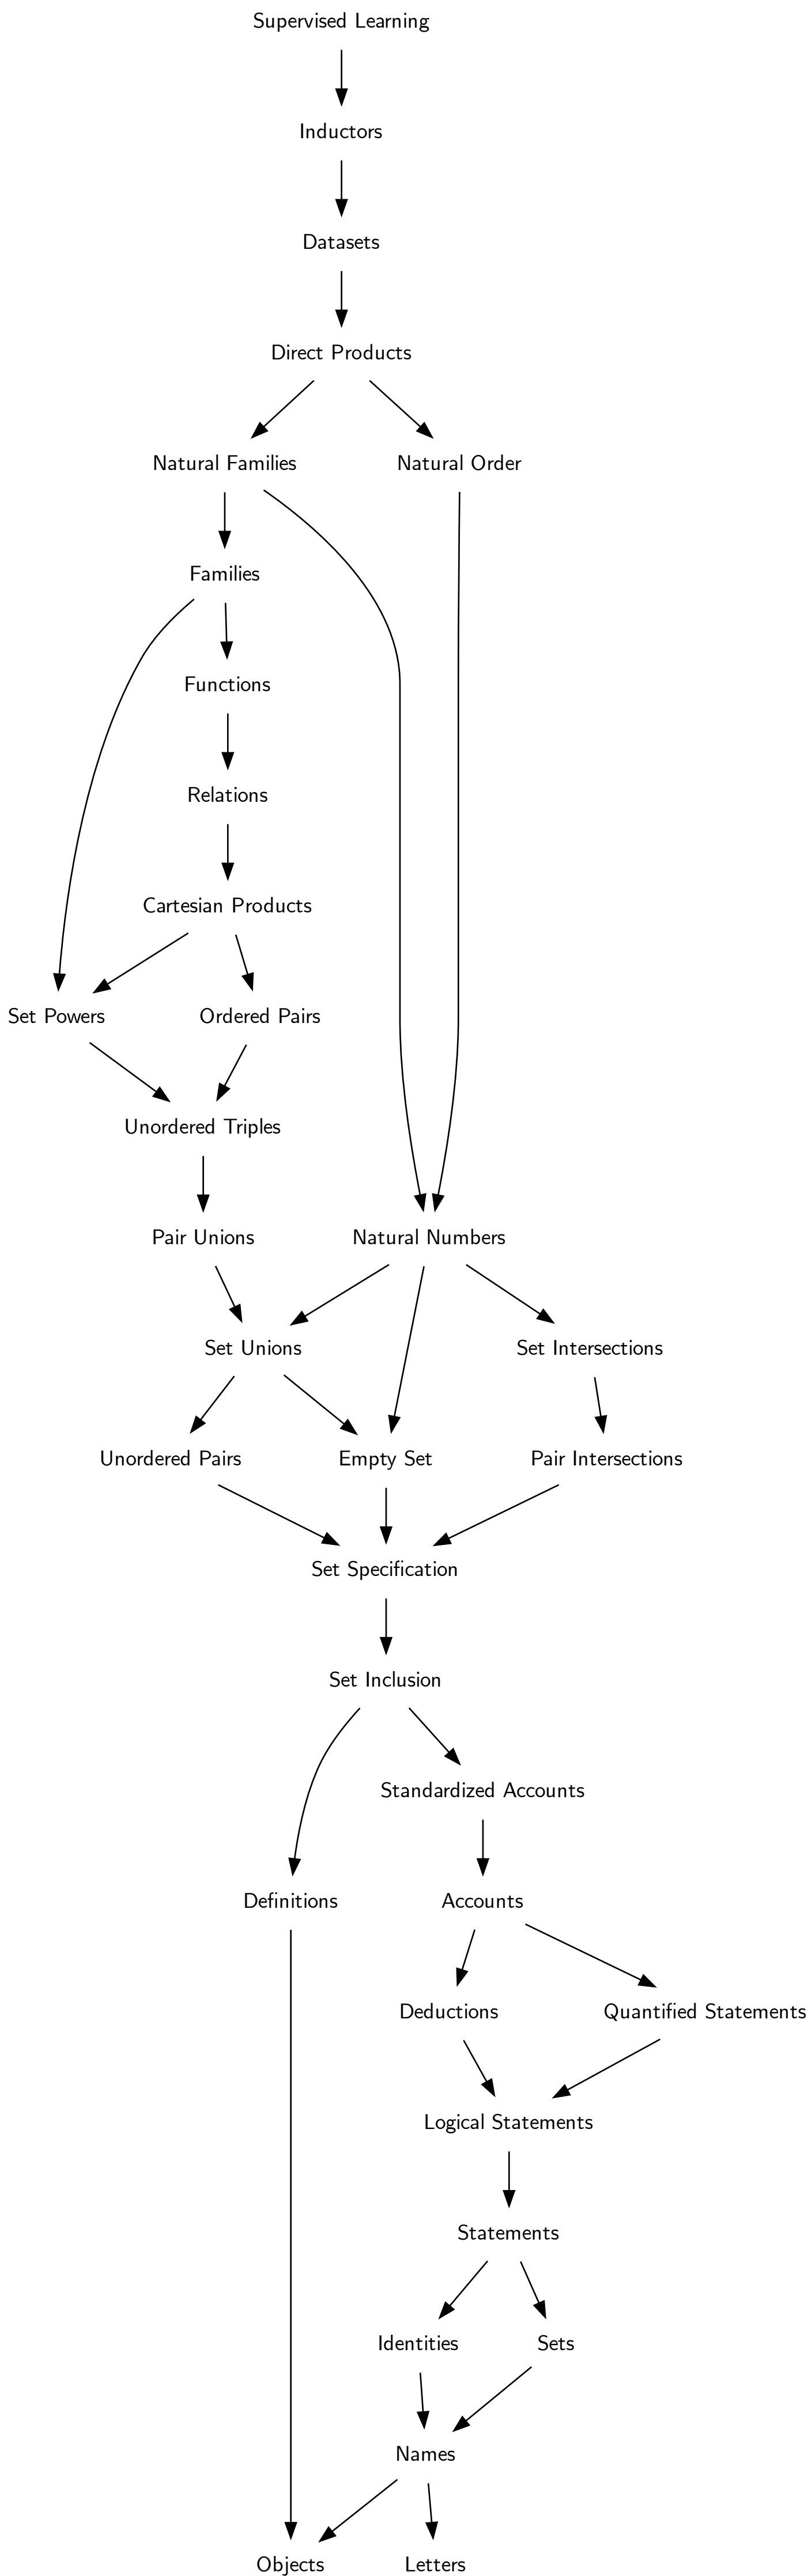 Supervised Learning
Inductors
Datasets
Direct Products
Natural Families
Natural Order
Families
Functions
Relations
Cartesian Products
Set Powers
Ordered Pairs
Unordered Triples
Pair Unions
Natural Numbers
Set Unions
Set Intersections
Unordered Pairs
Empty Set
Pair Intersections
Set Specification
Set Inclusion
Standardized Accounts
Definitions
Accounts
Deductions
Quantified Statements
Logical Statements
Statements
Identities
Sets
Names
Objects
Letters